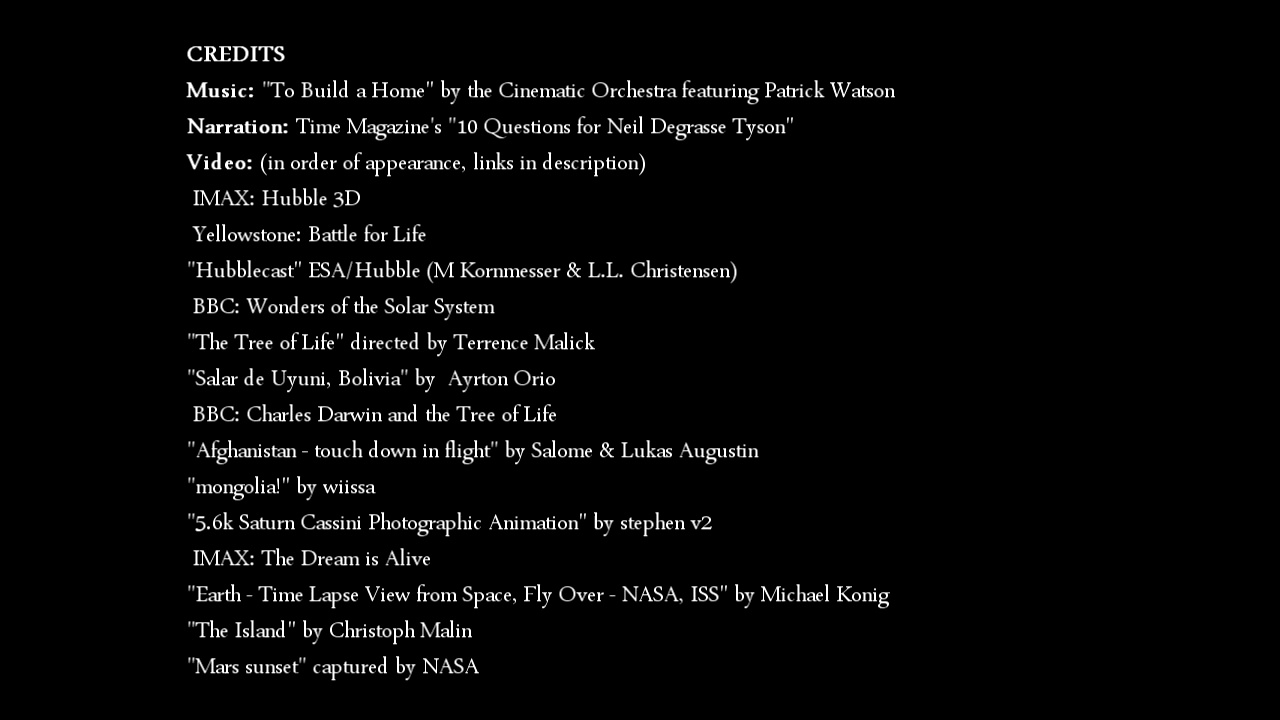 CREDITS
Music: "To Build a Home" by the Cinematic Orchestra featuring Patrick Watson
Narration: Time Magazine's "10 Questions for Neil Degrasse Tyson"
Video: (in order of appearance, links in description)
IMAX: Hubble 3D
Yellowstone: Battle for Life
"Hubblecast" ESA/Hubble (M Kornmesser & L.L. Christensen)
BBC: Wonders of the Solar System
"The Tree of Life" directed by Terrence Malick
"Salar de Uyuni, Bolivia" by  Ayrton Orio
BBC: Charles Darwin and the Tree of Life
"Afghanistan - touch down in flight" by Salome & Lukas Augustin
"mongolia!" by wiissa
"5.6k Saturn Cassini Photographic Animation" by stephen v2
IMAX: The Dream is Alive
"Earth - Time Lapse View from Space, Fly Over - NASA, ISS" by Michael Konig
"The Island" by Christoph Malin
"Mars sunset" captured by NASA